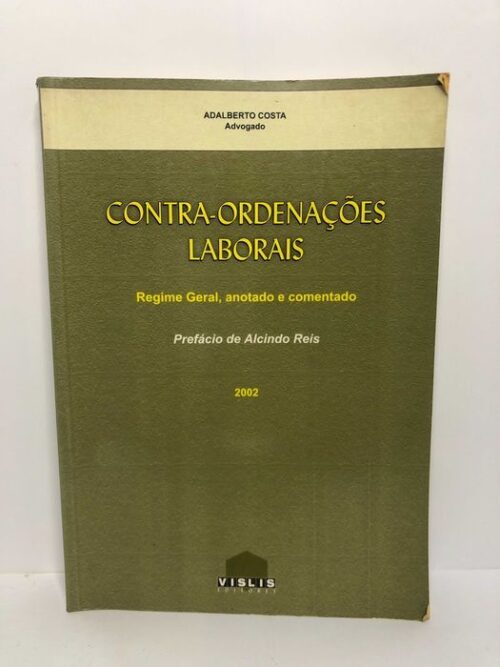 ADALBERTO COSTA
Advogado
CONTRA-ORDENAÇÕES
LABORAIS
Regime Geral, anotado e comentado
Prefácio de Alcindo Reis
2002
VISLIS
EDITORES